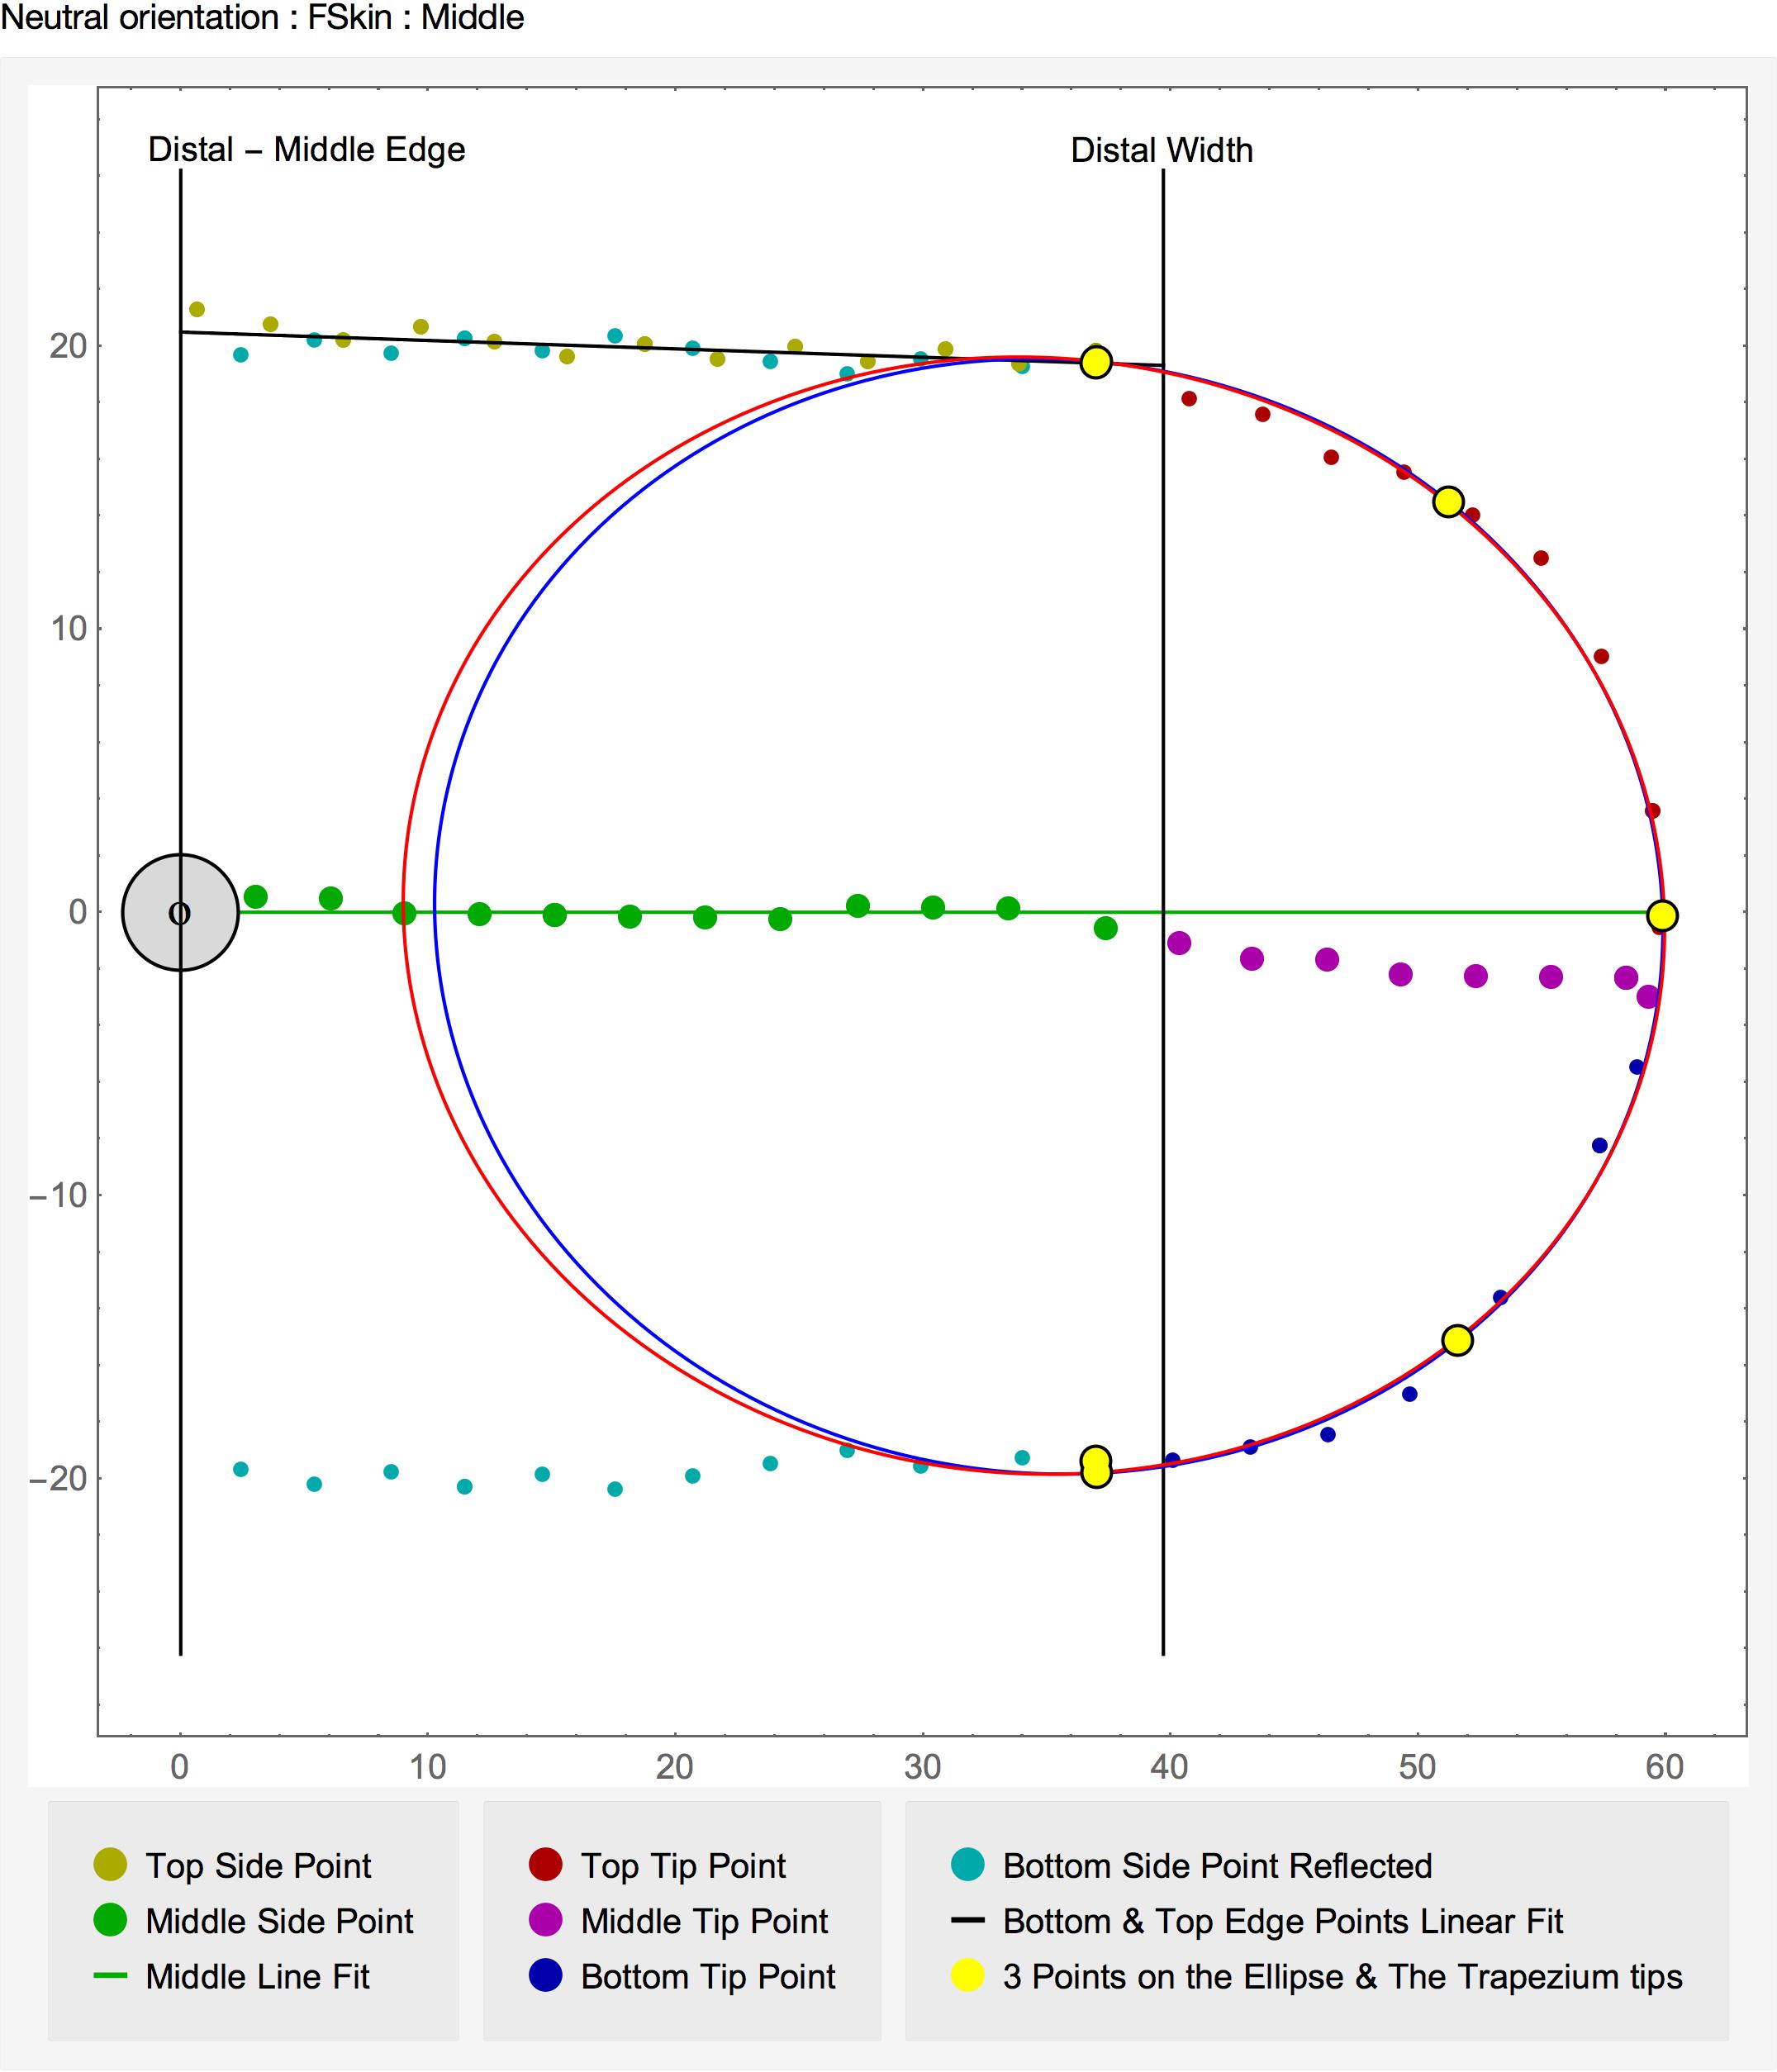 Neutral orientation : FSkin : Middle
Distal – Middle Edge
Distal Width
20
10
0
O
−10
−20
0
10
20
30
40
50
60
Top Side Point
Top Tip Point
Bottom Side Point Reflected
Middle Side Point
Middle Tip Point
Bottom & Top Edge Points Linear Fit
Middle Line Fit
Bottom Tip Point
3 Points on the Ellipse & The Trapezium tips